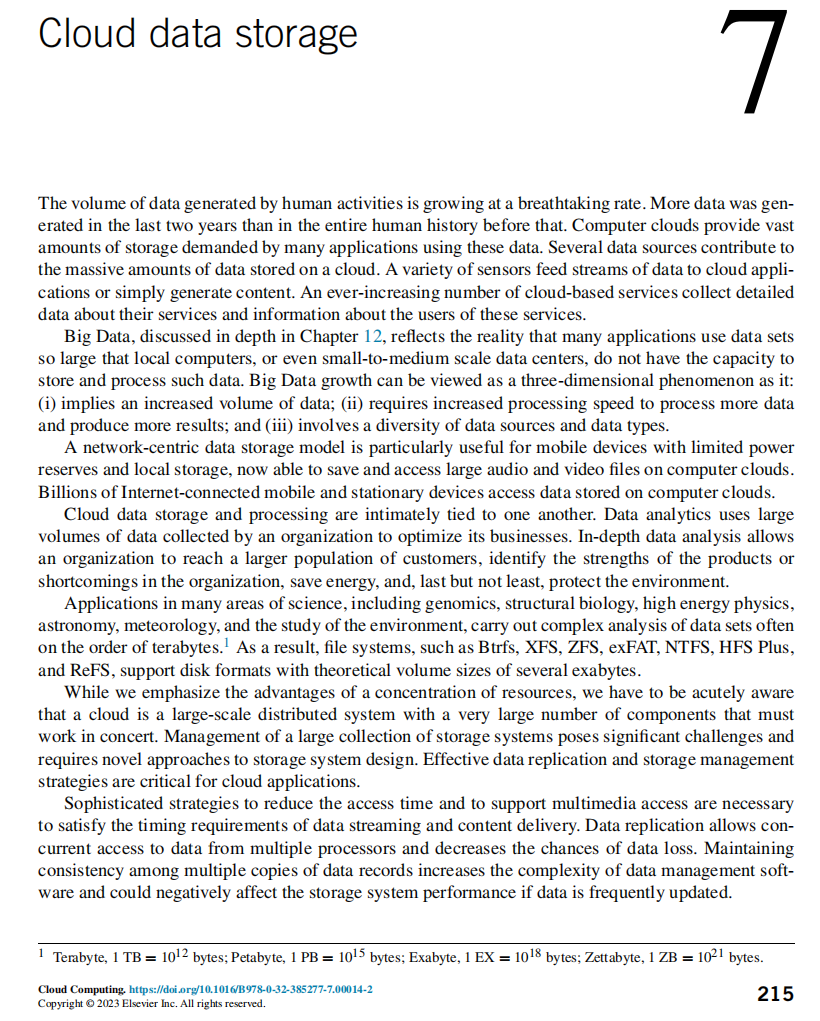 Cloud data storage
7
The volume of data generated by human activities is growing at a breathtaking rate. More data was gen-
erated in the last two years than in the entire human history before that. Computer clouds provide vast
amounts of storage demanded by many applications using these data. Several data sources contribute to
the massive amounts of data stored on a cloud. A variety of sensors feed streams of data to cloud appli-
cations or simply generate content. An ever-increasing number of cloud-based services collect detailed
data about their services and information about the users of these services.
Big Data, discussed in depth in Chapter 12, reflects the reality that many applications use data sets
so large that local computers, or even small-to-medium scale data centers, do not have the capacity to
store and process such data. Big Data growth can be viewed as a three-dimensional phenomenon as it:
(i) implies an increased volume of data; (ii) requires increased processing speed to process more data
and produce more results; and (iii) involves a diversity of data sources and data types.
A network-centric data storage model is particularly useful for mobile devices with limited power
reserves and local storage, now able to save and access large audio and video files on computer clouds.
Billions of Internet-connected mobile and stationary devices access data stored on computer clouds.
Cloud data storage and processing are intimately tied to one another. Data analytics uses large
volumes of data collected by an organization to optimize its businesses. In-depth data analysis allows
an organization to reach a larger population of customers, identify the strengths of the products or
shortcomings in the organization, save energy, and, last but not least, protect the environment.
Applications in many areas of science, including genomics, structural biology, high energy physics,
astronomy, meteorology, and the study of the environment, carry out complex analysis of data sets often
on the order of terabytes.¹ As a result, file systems, such as Btrfs, XFS, ZFS, exFAT, NTFS, HFS Plus,
and ReFS, support disk formats with theoretical volume sizes of several exabytes.
While we emphasize the advantages of a concentration of resources, we have to be acutely aware
that a cloud is a large-scale distributed system with a very large number of components that must
work in concert. Management of a large collection of storage systems poses significant challenges and
requires novel approaches to storage system design. Effective data replication and storage management
strategies are critical for cloud applications.
Sophisticated strategies to reduce the access time and to support multimedia access are necessary
to satisfy the timing requirements of data streaming and content delivery. Data replication allows con-
current access to data from multiple processors and decreases the chances of data loss. Maintaining
consistency among multiple copies of data records increases the complexity of data management soft-
ware and could negatively affect the storage system performance if data is frequently updated.
¹ Terabyte, 1 TB = 10¹² bytes; Petabyte, 1 PB = 10¹⁵ bytes; Exabyte, 1 EX = 10¹⁸ bytes; Zettabyte, 1 ZB = 10²¹ bytes.
Cloud Computing. https://doi.org/10.1016/B978-0-32-385277-7.00014-2
Copyright © 2023 Elsevier Inc. All rights reserved.
215